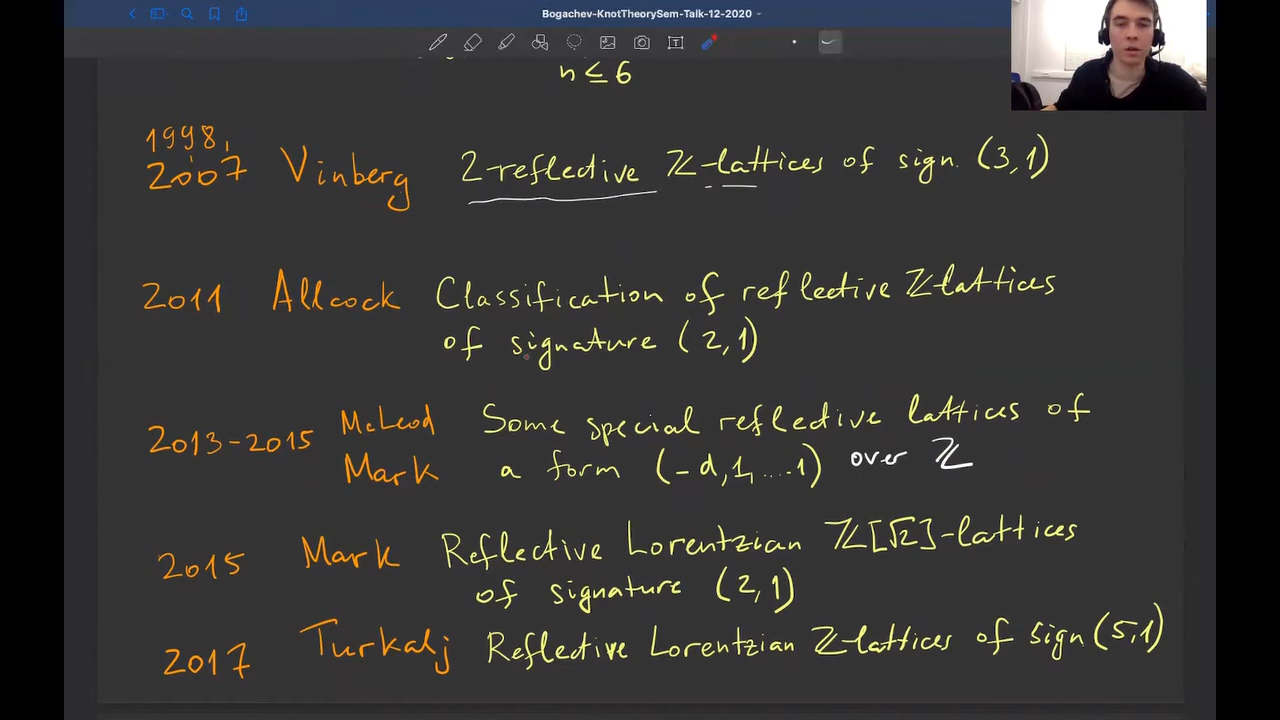 Bogachev-KnotTheorySem-Talk-12-2020
n ≤ 6
1998,
2007 Vinberg 2-reflective ℤ-lattices of sign. (3,1)
2011 Allcock Classification of reflective ℤ-lattices
of signature (2,1)
2013-2015 McLeod Some special reflective lattices of
Mark a form (-d,1,....1) over ℤ
2015 Mark Reflective Lorentzian ℤ[√2]-lattices
of signature (2,1)
2017 Turkalj Reflective Lorentzian ℤ-lattices of sign (5,1)